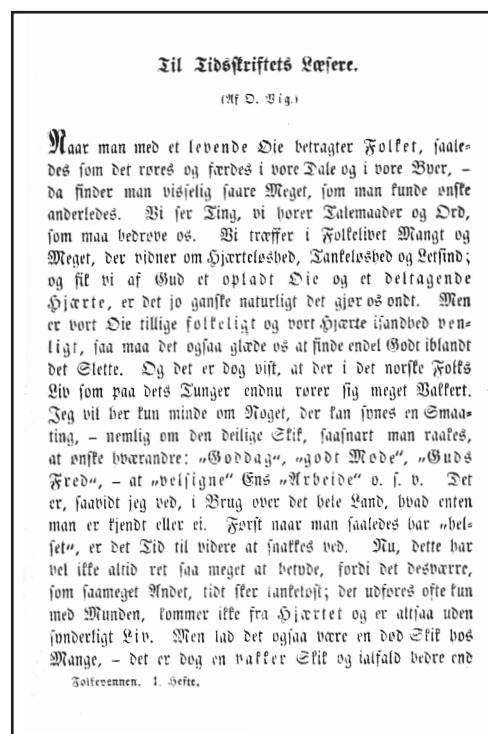 Til Tidsskriftets Læsere.
(Af O. Vig.)
Naar man med et levende Øie betragter Folket, saale-
des som det røres og færdes i vore Dale og i vore Byer, –
da finder man visselig saare Meget, som man kunde ønske
anderledes. Vi ser Ting, vi hører Talemaader og Ord,
som maa bedrøve os. Vi træffer i Folkelivet Mangt og
Meget, der vidner om Hjærteløshed, Tankeløshed og Letsind;
og fik vi af Gud et opladt Øie og et deltagende
Hjærte, er det jo ganske naturligt det gjør os ondt. Men
er vort Øie tillige folkeligt og vort Hjærte isandhed ven-
ligt, saa maa det ogsaa glæde os at finde endel Godt iblandt
det Slette. Og det er dog vist, at der i det norske Folks
Liv som paa dets Tunger endnu rører sig meget Vakkert.
Jeg vil her kun minde om Noget, der kan synes en Smaa-
ting, – nemlig om den deilige Skik, saasnart man raakes,
at ønske hværandre: „Goddag“, „godt Møde“, „Guds
Fred“, – at „velsigne“ Ens „Arbeide“ o. s. v. Det
er, saavidt jeg ved, i Brug over det hele Land, hvad enten
man er kjendt eller ei. Først naar man saaledes har „hel-
set“, er det Tid til videre at snakkes ved. Nu, dette har
vel ikke altid ret saa meget at betyde, fordi det desværre,
som saameget Andet, tidt sker tankeløst; det udføres ofte kun
med Munden, kommer ikke fra Hjærtet og er altsaa uden
synderligt Liv. Men lad det ogsaa være en død Skik hos
Mange, – det er dog en vakker Skik og ialfald bedre end
Folkevennen. 1. Hefte.